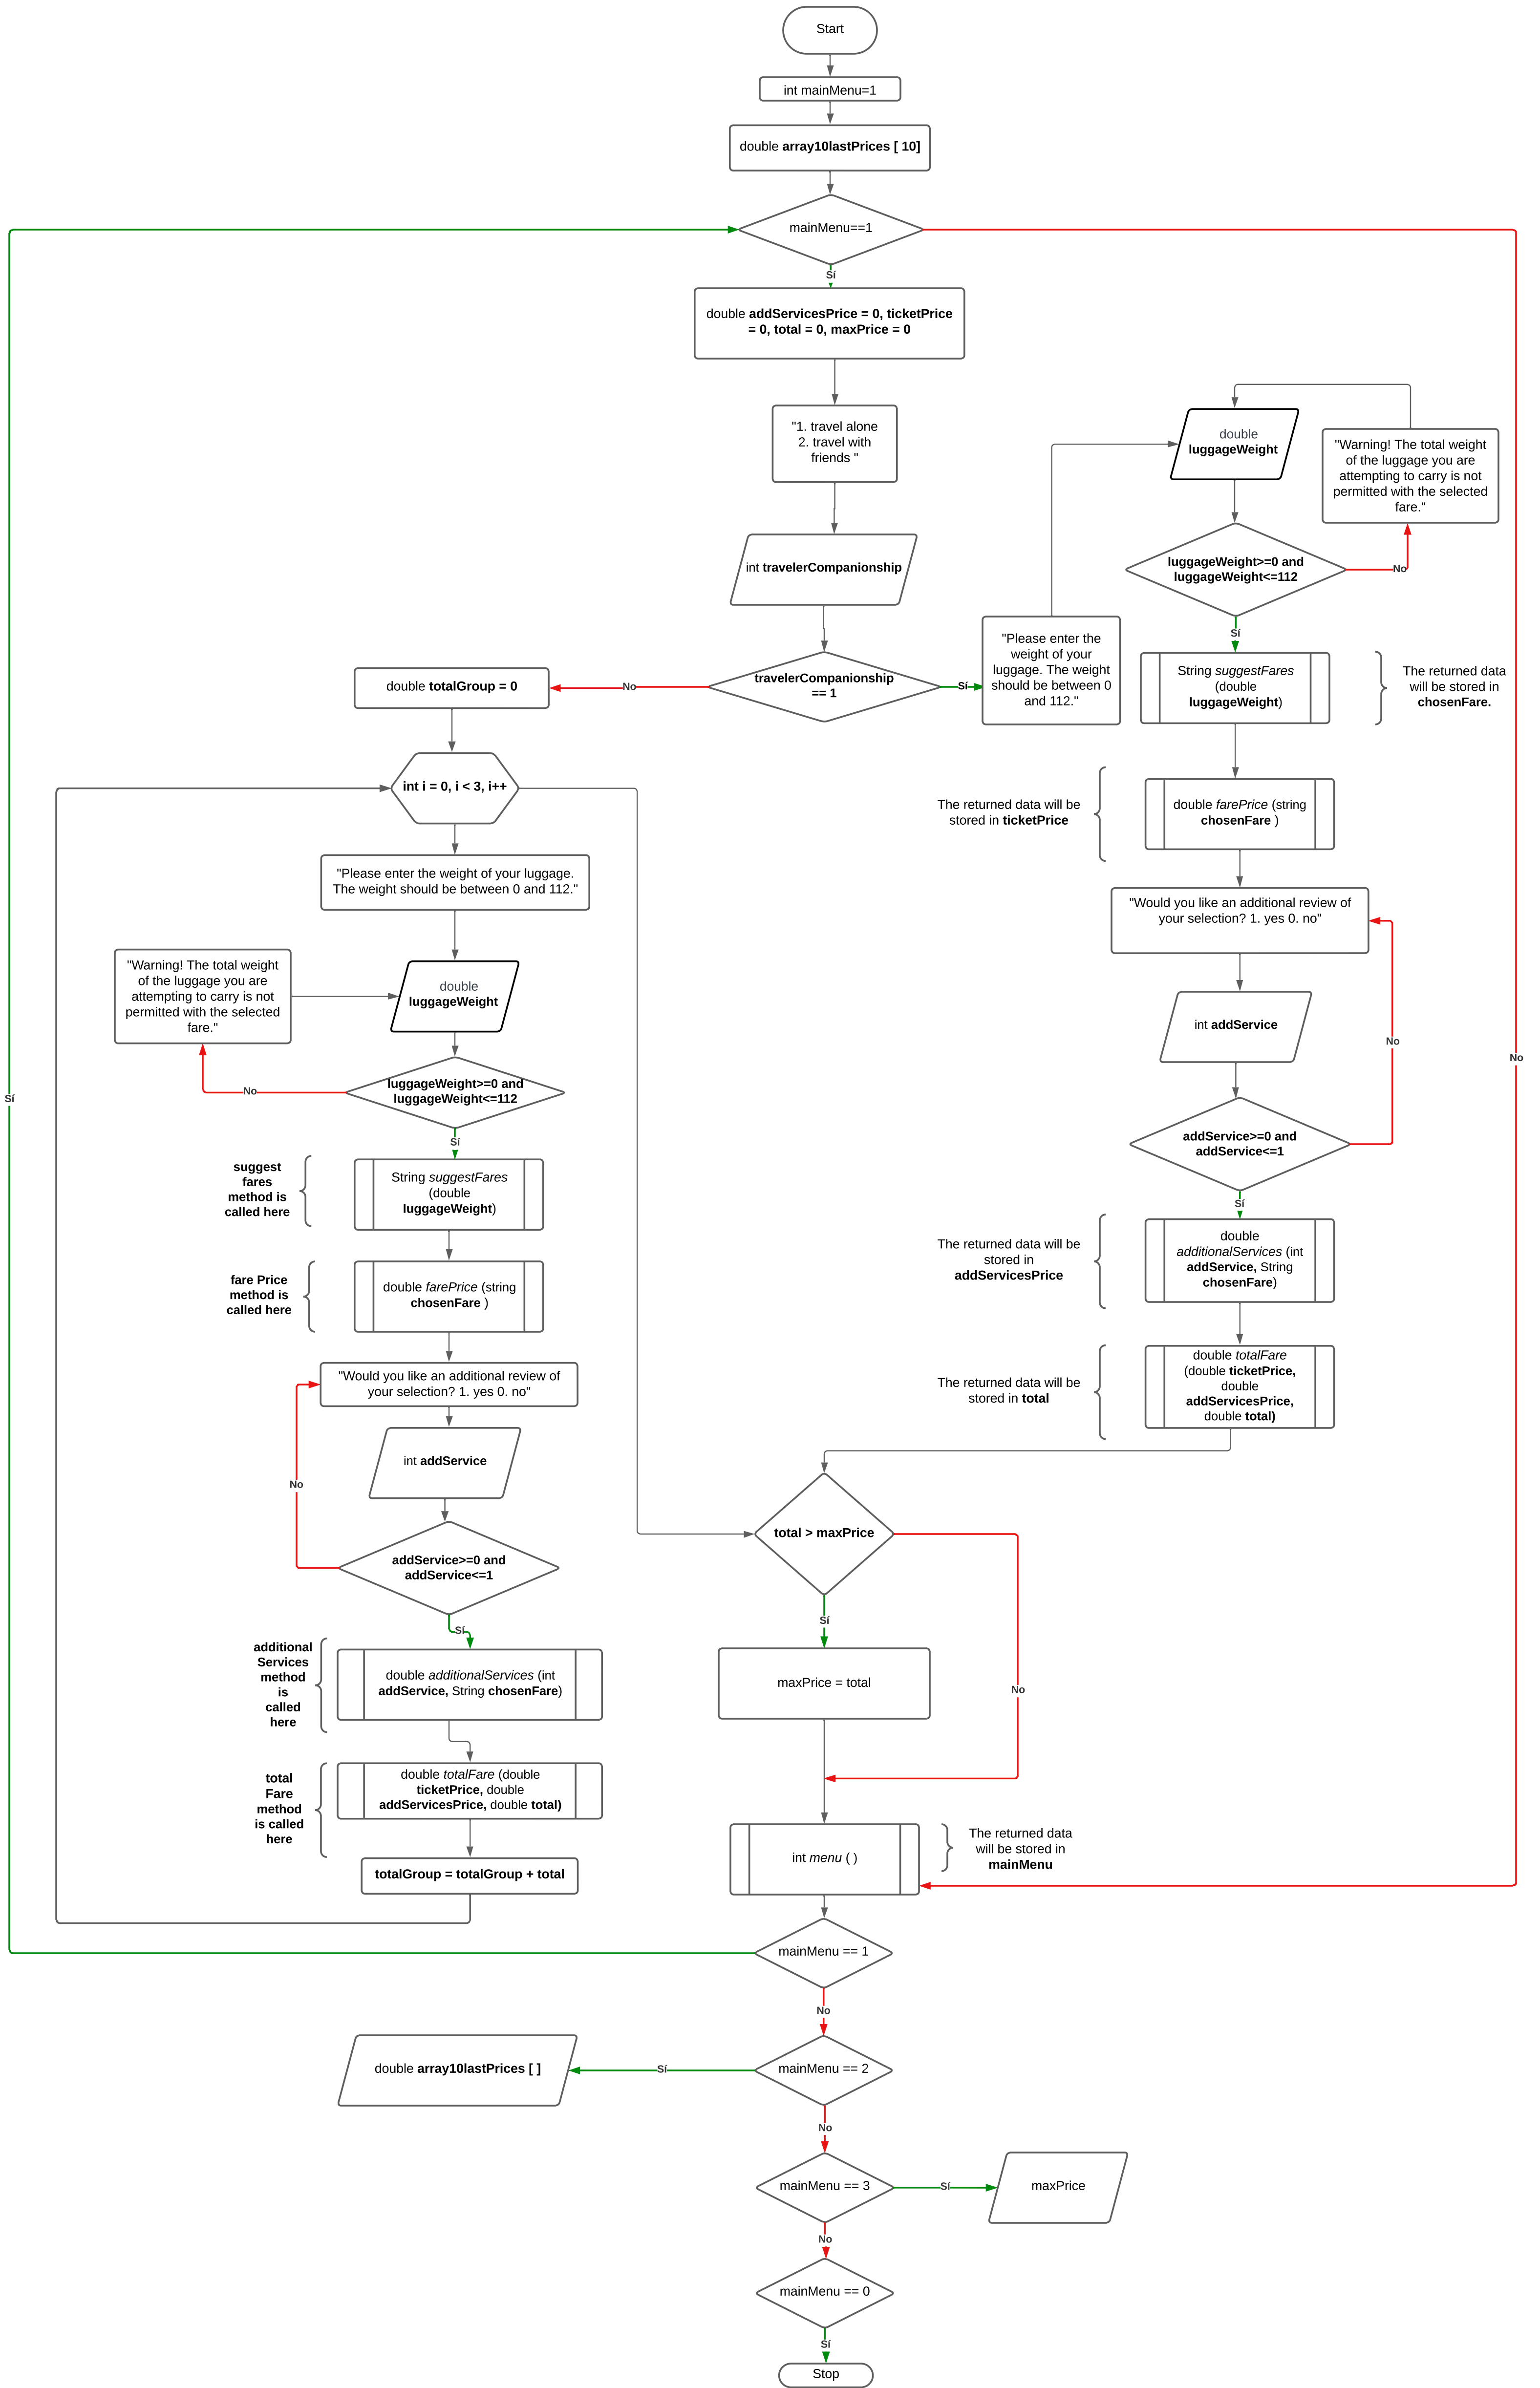 Start
int mainMenu=1
double array10lastPrices [ 10]
mainMenu==1
Sí
double addServicesPrice = 0, ticketPrice
= 0, total = 0, maxPrice = 0
"1. travel alone
2. travel with
friends "
int travelerCompanionship
travelerCompanionship
== 1
Sí
"Please enter the
weight of your
luggage. The weight
should be between 0
and 112."
double
luggageWeight
"Warning! The total weight
of the luggage you are
attempting to carry is not
permitted with the selected
fare."
luggageWeight>=0 and
luggageWeight<=112
No
Sí
String suggestFares
(double
luggageWeight)
The returned data
will be stored in
chosenFare.
double farePrice (string
chosenFare )
The returned data will be
stored in ticketPrice
"Would you like an additional review of
your selection? 1. yes 0. no"
int addService
No
No
addService>=0 and
addService<=1
Sí
double
additionalServices (int
addService, String
chosenFare)
The returned data will be
stored in
addServicesPrice
double totalFare
(double ticketPrice,
double
addServicesPrice,
double total)
The returned data will be
stored in total
No
double totalGroup = 0
int i = 0, i < 3, i++
"Please enter the weight of your luggage.
The weight should be between 0 and 112."
"Warning! The total weight
of the luggage you are
attempting to carry is not
permitted with the selected
fare."
double
luggageWeight
luggageWeight>=0 and
luggageWeight<=112
No
Sí
Sí
suggest
fares
method is
called here
String suggestFares
(double
luggageWeight)
fare Price
method is
called here
double farePrice (string
chosenFare )
"Would you like an additional review of
your selection? 1. yes 0. no"
int addService
No
addService>=0 and
addService<=1
Sí
additional
Services
method
is
called
here
double additionalServices (int
addService, String chosenFare)
total
Fare
method
is called
here
double totalFare (double
ticketPrice, double
addServicesPrice, double total)
totalGroup = totalGroup + total
total > maxPrice
Sí
No
maxPrice = total
int menu ( )
The returned data
will be stored in
mainMenu
mainMenu == 1
No
mainMenu == 2
Sí
double array10lastPrices [ ]
No
mainMenu == 3
Sí
maxPrice
No
mainMenu == 0
Sí
Stop